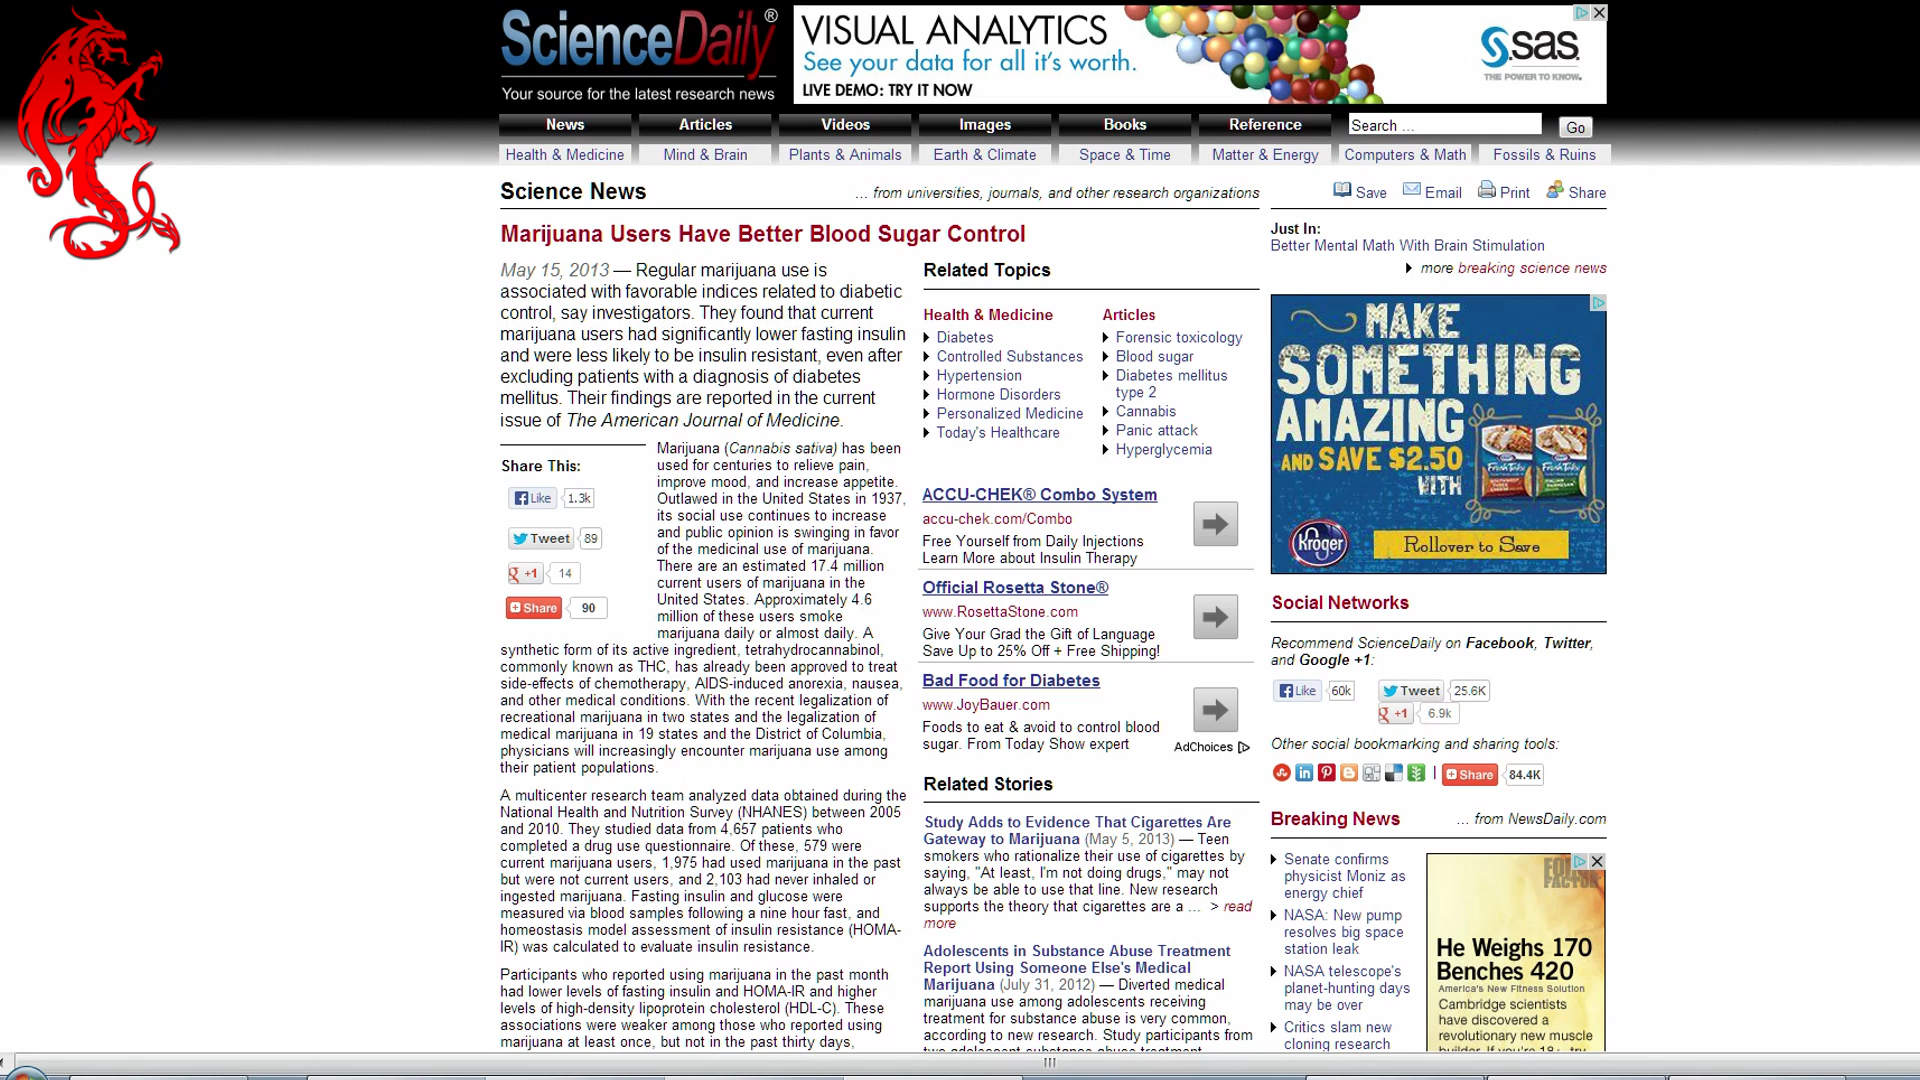 ScienceDaily®
Your source for the latest research news
VISUAL ANALYTICS
See your data for all it's worth.
LIVE DEMO: TRY IT NOW
sas.
THE POWER TO KNOW.
News
Articles
Videos
Images
Books
Reference
Search ...
Go
Health & Medicine
Mind & Brain
Plants & Animals
Earth & Climate
Space & Time
Matter & Energy
Computers & Math
Fossils & Ruins
Science News
... from universities, journals, and other research organizations
Save
Email
Print
Share
Marijuana Users Have Better Blood Sugar Control
May 15, 2013 — Regular marijuana use is
associated with favorable indices related to diabetic
control, say investigators. They found that current
marijuana users had significantly lower fasting insulin
and were less likely to be insulin resistant, even after
excluding patients with a diagnosis of diabetes
mellitus. Their findings are reported in the current
issue of The American Journal of Medicine.
Share This:
Like 1.3k
Tweet 89
+1 14
Share 90
Marijuana (Cannabis sativa) has been
used for centuries to relieve pain,
improve mood, and increase appetite.
Outlawed in the United States in 1937,
its social use continues to increase
and public opinion is swinging in favor
of the medicinal use of marijuana.
There are an estimated 17.4 million
current users of marijuana in the
United States. Approximately 4.6
million of these users smoke
marijuana daily or almost daily. A
synthetic form of its active ingredient, tetrahydrocannabinol,
commonly known as THC, has already been approved to treat
side-effects of chemotherapy, AIDS-induced anorexia, nausea,
and other medical conditions. With the recent legalization of
recreational marijuana in two states and the legalization of
medical marijuana in 19 states and the District of Columbia,
physicians will increasingly encounter marijuana use among
their patient populations.
A multicenter research team analyzed data obtained during the
National Health and Nutrition Survey (NHANES) between 2005
and 2010. They studied data from 4,657 patients who
completed a drug use questionnaire. Of these, 579 were
current marijuana users, 1,975 had used marijuana in the past
but were not current users, and 2,103 had never inhaled or
ingested marijuana. Fasting insulin and glucose were
measured via blood samples following a nine hour fast, and
homeostasis model assessment of insulin resistance (HOMA-
IR) was calculated to evaluate insulin resistance.
Participants who reported using marijuana in the past month
had lower levels of fasting insulin and HOMA-IR and higher
levels of high-density lipoprotein cholesterol (HDL-C). These
associations were weaker among those who reported using
marijuana at least once, but not in the past thirty days,
Related Topics
Health & Medicine
Diabetes
Controlled Substances
Hypertension
Hormone Disorders
Personalized Medicine
Today's Healthcare
Articles
Forensic toxicology
Blood sugar
Diabetes mellitus
type 2
Cannabis
Panic attack
Hyperglycemia
ACCU-CHEK® Combo System
accu-chek.com/Combo
Free Yourself from Daily Injections
Learn More about Insulin Therapy
Official Rosetta Stone®
www.RosettaStone.com
Give Your Grad the Gift of Language
Save Up to 25% Off + Free Shipping!
Bad Food for Diabetes
www.JoyBauer.com
Foods to eat & avoid to control blood
sugar. From Today Show expert
AdChoices
Related Stories
Study Adds to Evidence That Cigarettes Are
Gateway to Marijuana (May 5, 2013) — Teen
smokers who rationalize their use of cigarettes by
saying, "At least, I'm not doing drugs," may not
always be able to use that line. New research
supports the theory that cigarettes are a ... > read
more
Adolescents in Substance Abuse Treatment
Report Using Someone Else's Medical
Marijuana (July 31, 2012) — Diverted medical
marijuana use among adolescents receiving
treatment for substance abuse is very common,
according to new research. Study participants from
two adolescent substance abuse treatment
Just In:
Better Mental Math With Brain Stimulation
more breaking science news
MAKE
SOMETHING
AMAZING
AND SAVE $2.50
WITH
Kroger
Rollover to Save
Social Networks
Recommend ScienceDaily on Facebook, Twitter,
and Google +1:
Like 60k
Tweet 25.6K
+1 6.9k
Other social bookmarking and sharing tools:
Share 84.4K
Breaking News
... from NewsDaily.com
Senate confirms
physicist Moniz as
energy chief
NASA: New pump
resolves big space
station leak
NASA telescope's
planet-hunting days
may be over
Critics slam new
cloning research
He Weighs 170
Benches 420
America's New Fitness Solution
Cambridge scientists
have discovered a
revolutionary new muscle
builder. If you're 18+, try